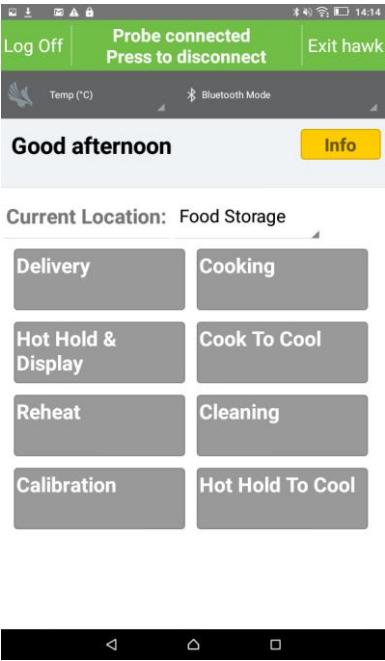 14:14
Log Off
Probe connected
Press to disconnect
Exit hawk
Temp (°C)
Bluetooth Mode
Good afternoon
Info
Current Location: Food Storage
Delivery
Cooking
Hot Hold &
Display
Cook To Cool
Reheat
Cleaning
Calibration
Hot Hold To Cool